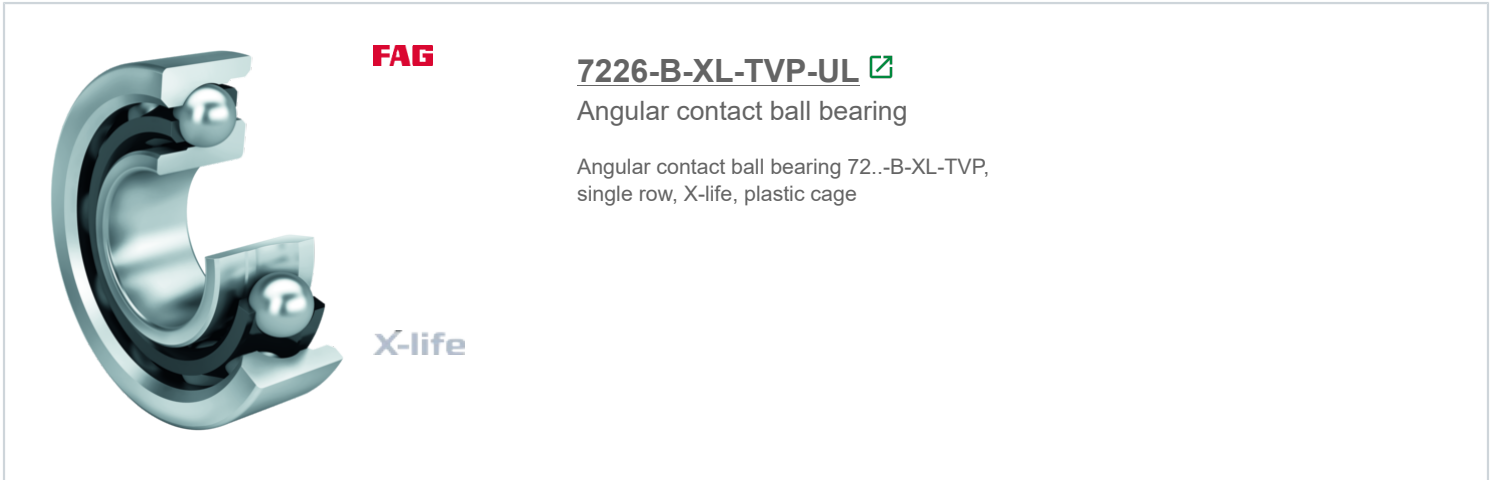 FAG
7226-B-XL-TVP-UL
Angular contact ball bearing
Angular contact ball bearing 72..-B-XL-TVP,
single row, X-life, plastic cage
X-life